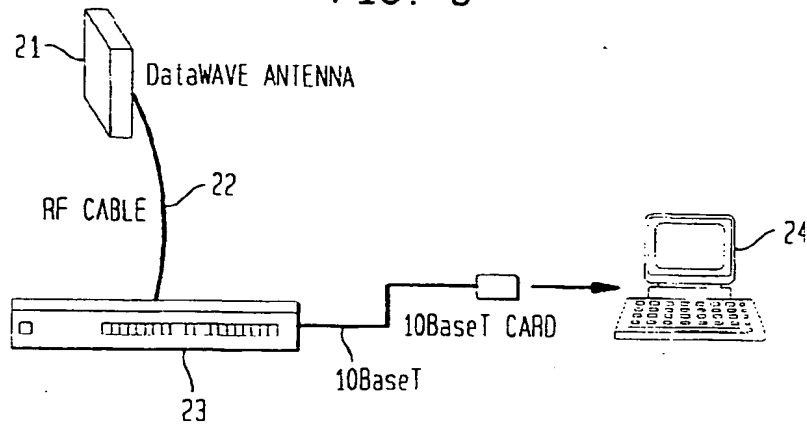 21
DataWAVE ANTENNA
22
RF CABLE
24
10BaseT CARD
10BaseT
23